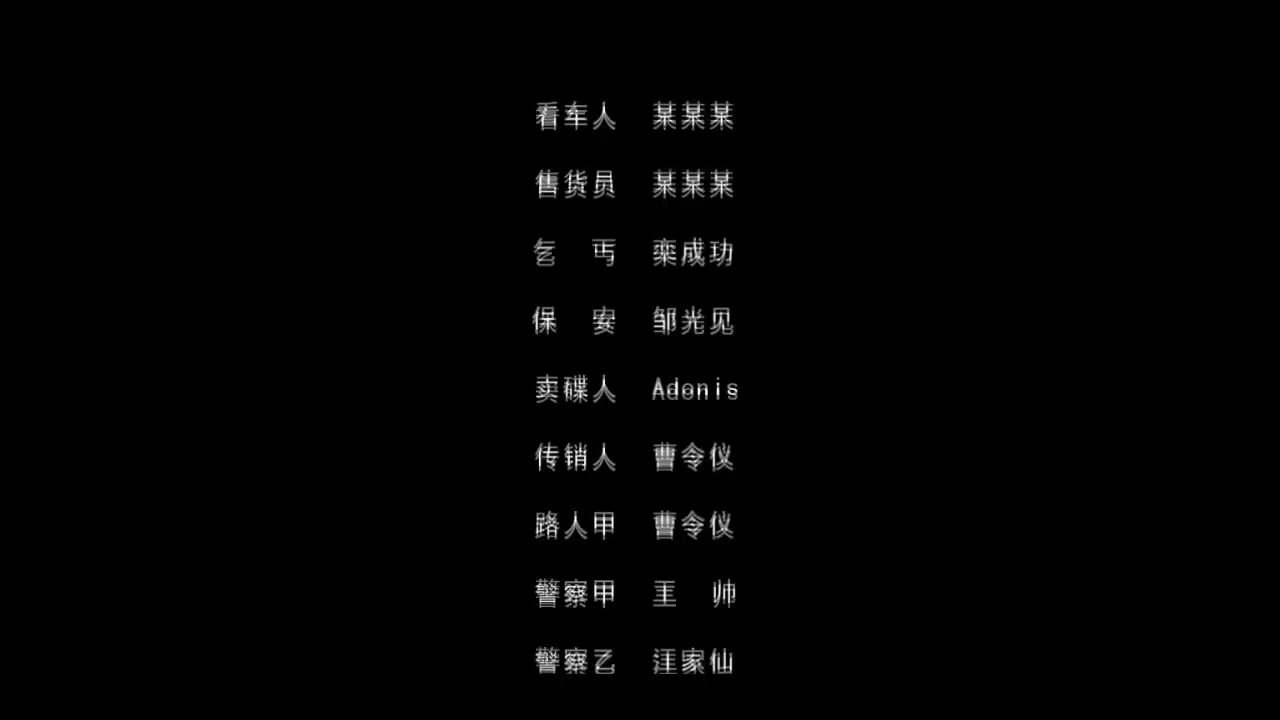 看车人 某某某
售货员 某某某
乞 丐 栾成功
保 安 邹光见
卖碟人 Adonis
传销人 曹令仪
路人甲 曹令仪
警察甲 王 帅
警察乙 汪家仙